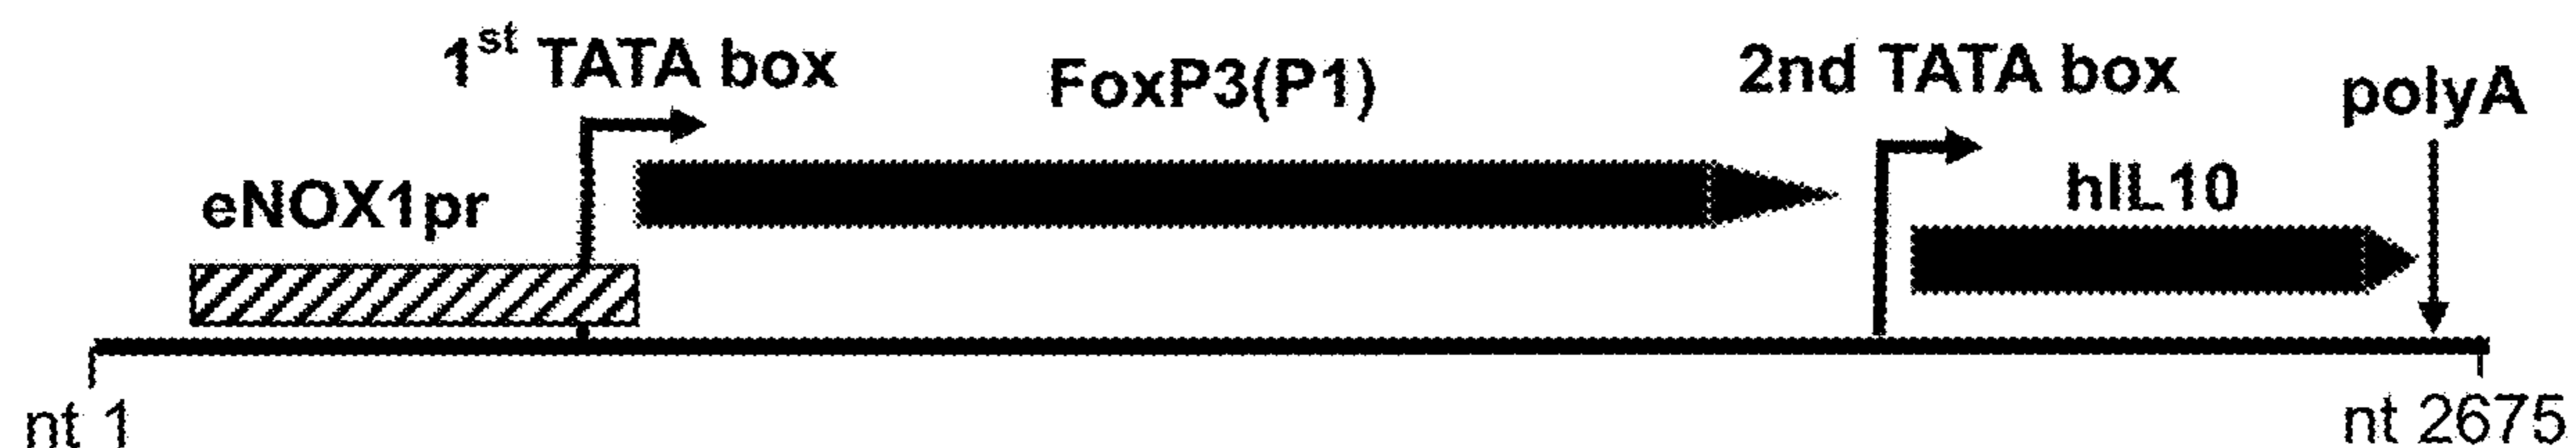 1st TATA box
FoxP3(P1)
2nd TATA box
polyA
eNOX1pr
hIL10
nt 1
nt 2675